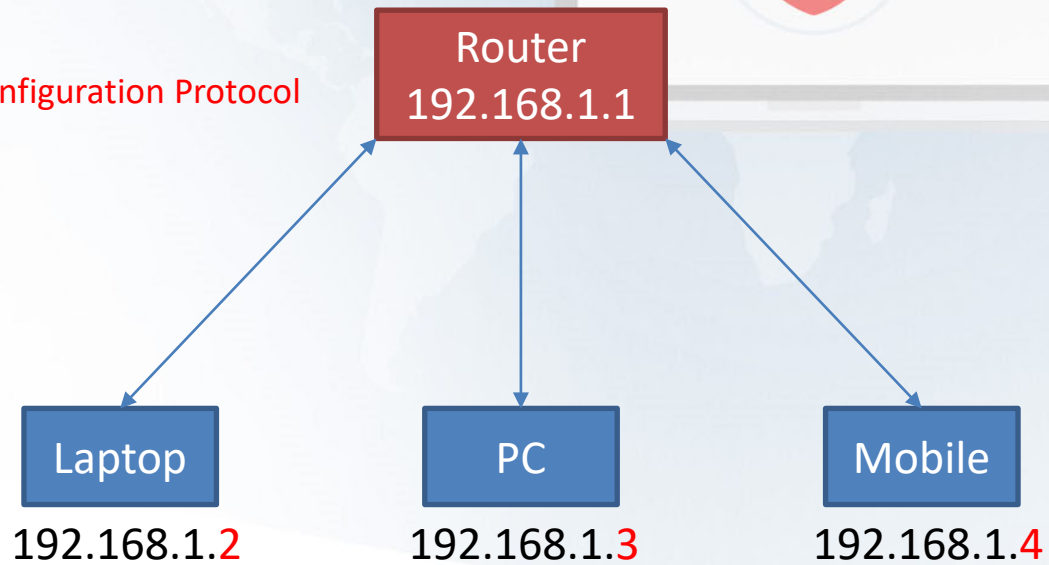 Router
192.168.1.1
nfiguration Protocol
Laptop
PC
Mobile
192.168.1.2
192.168.1.3
192.168.1.4